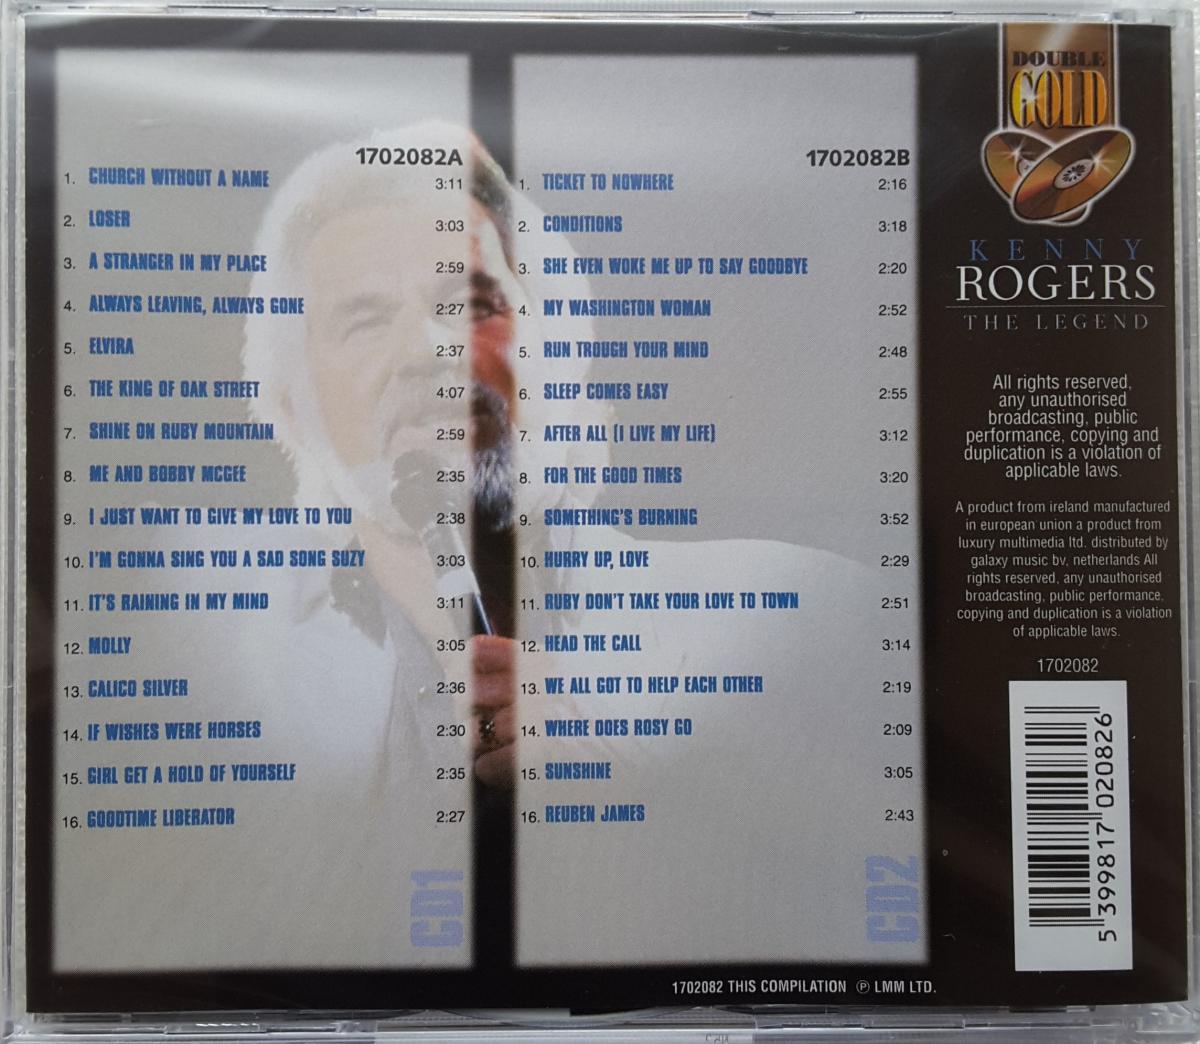 1702082A
1. CHURCH WITHOUT A NAME 3:11
2. LOSER 3:03
3. A STRANGER IN MY PLACE 2:59
4. ALWAYS LEAVING, ALWAYS GONE 2:27
5. ELVIRA 2:37
6. THE KING OF OAK STREET 4:07
7. SHINE ON RUBY MOUNTAIN 2:59
8. ME AND BOBBY MCGEE 2:35
9. I JUST WANT TO GIVE MY LOVE TO YOU 2:38
10. I'M GONNA SING YOU A SAD SONG SUZY 3:03
11. IT'S RAINING IN MY MIND 3:11
12. MOLLY 3:05
13. CALICO SILVER 2:36
14. IF WISHES WERE HORSES 2:30
15. GIRL GET A HOLD OF YOURSELF 2:35
16. GOODTIME LIBERATOR 2:27
CD1
1702082B
1. TICKET TO NOWHERE 2:16
2. CONDITIONS 3:18
3. SHE EVEN WOKE ME UP TO SAY GOODBYE 2:20
4. MY WASHINGTON WOMAN 2:52
5. RUN TROUGH YOUR MIND 2:48
6. SLEEP COMES EASY 2:55
7. AFTER ALL (I LIVE MY LIFE) 3:12
8. FOR THE GOOD TIMES 3:20
9. SOMETHING'S BURNING 3:52
10. HURRY UP, LOVE 2:29
11. RUBY DON'T TAKE YOUR LOVE TO TOWN 2:51
12. HEAD THE CALL 3:14
13. WE ALL GOT TO HELP EACH OTHER 2:19
14. WHERE DOES ROSY GO 2:09
15. SUNSHINE 3:05
16. REUBEN JAMES 2:43
CD2
DOUBLE
GOLD
KENNY
ROGERS
THE LEGEND
All rights reserved,
any unauthorised
broadcasting, public
performance, copying and
duplication is a violation of
applicable laws.
A product from ireland manufactured
in european union a product from
luxury multimedia ltd. distributed by
galaxy music bv, netherlands All
rights reserved, any unauthorised
broadcasting, public performance,
copying and duplication is a violation
of applicable laws.
1702082
5 399817 020826
1702082 THIS COMPILATION ℗ LMM LTD.